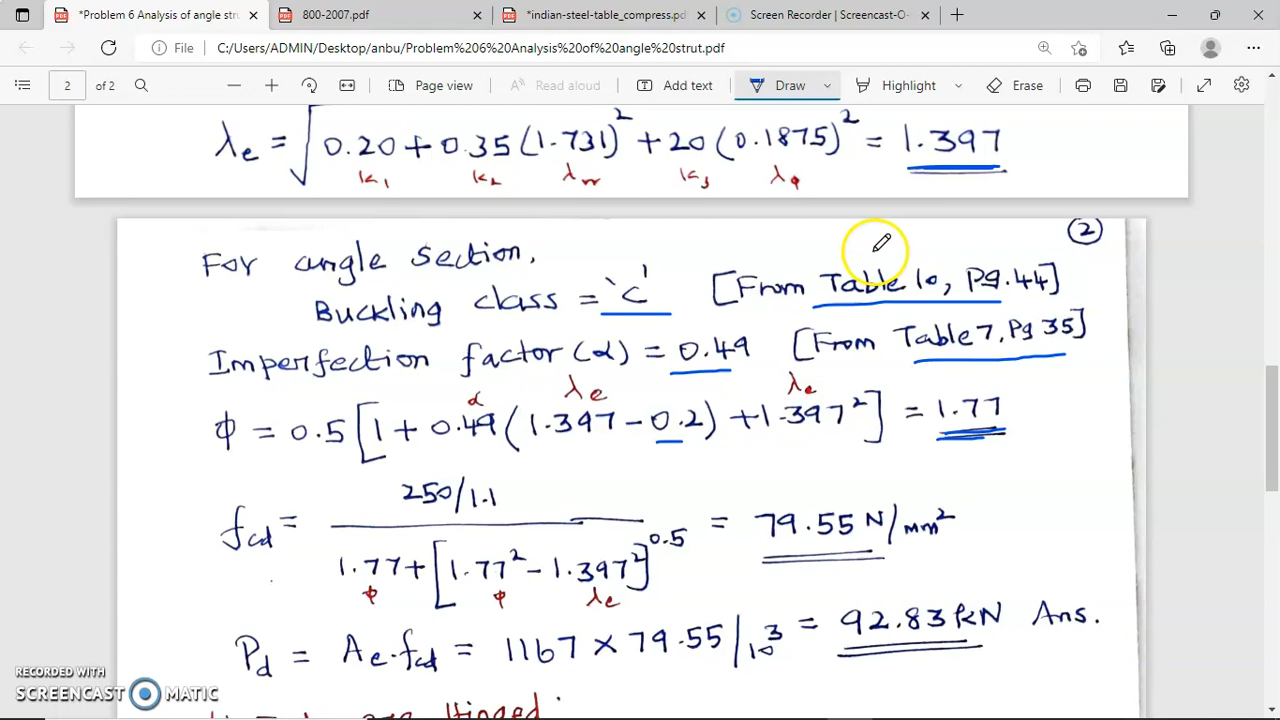 *Problem 6 Analysis of angle str
800-2007.pdf
*indian-steel-table_compress.pd
Screen Recorder | Screencast-O-
File C:/Users/ADMIN/Desktop/anbu/Problem%206%20Analysis%20of%20angle%20strut.pdf
2 of 2 Page view Read aloud Add text Draw Highlight Erase
λe = √0.20 + 0.35 (1.731)² + 20 (0.1875)² = 1.397
K1 K2 λvv K3 λφ
2
For angle section,
Buckling class = 'C' [From Table 10, Pg.44]
Imperfection factor (α) = 0.49 [From Table 7, Pg 35]
α λe λe
φ = 0.5 [1 + 0.49 (1.397 - 0.2) + 1.397²] = 1.77
250/1.1
fcd = = 79.55 N/mm²
1.77 + [1.77² - 1.397²]^0.5
φ φ λe
Pd = Ae.fcd = 1167 × 79.55/10³ = 92.83 kN Ans.
Hinged
RECORDED WITH
SCREENCAST MATIC